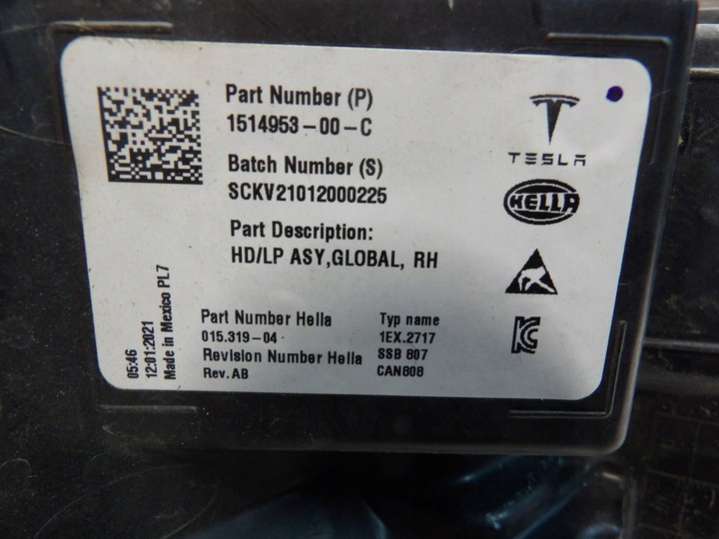 Part Number (P)
1514953-00-C
Batch Number (S)
SCKV21012000225
Part Description:
HD/LP ASY,GLOBAL, RH
TESLA
HELLA
Part Number Hella
015.319-04
Revision Number Hella
Rev. AB
Typ name
1EX.2717
SSB 807
CAN808
05:46
12:01:2021
Made in Mexico PL7